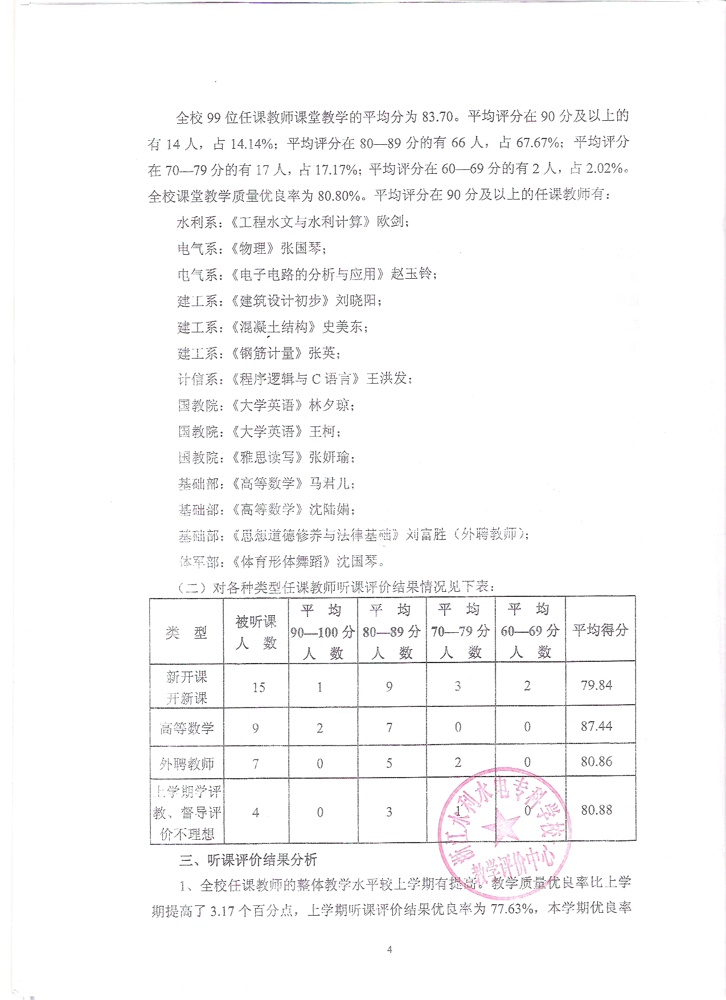 全校 99 位任课教师课堂教学的平均分为 83.70。平均评分在 90 分及以上的
有 14 人，占 14.14%；平均评分在 80—89 分的有 66 人，占 67.67%；平均评分
在 70—79 分的有 17 人，占 17.17%；平均评分在 60—69 分的有 2 人，占 2.02%。
全校课堂教学质量优良率为 80.80%。平均评分在 90 分及以上的任课教师有：
水利系：《工程水文与水利计算》欧剑；
电气系：《物理》张国琴；
电气系：《电子电路的分析与应用》赵玉铃；
建工系：《建筑设计初步》刘晓阳；
建工系：《混凝土结构》史美东；
建工系：《钢筋计量》张英；
计信系：《程序逻辑与 C 语言》王洪发；
国教院：《大学英语》林夕琼；
国教院：《大学英语》王柯；
国教院：《雅思读写》张妍瑜；
基础部：《高等数学》马君儿；
基础部：《高等数学》沈陆娟；
基础部：《思想道德修养与法律基础》刘富胜（外聘教师）；
体军部：《体育形体舞蹈》沈国琴。
（二）对各种类型任课教师听课评价结果情况见下表：
类 型 被听课 人 数 平 均 90—100 分 人 数 平 均 80—89 分 人 数 平 均 70—79 分 人 数 平 均 60—69 分 人 数 平均得分
新开课 开新课 15 1 9 3 2 79.84
高等数学 9 2 7 0 0 87.44
外聘教师 7 0 5 2 0 80.86
上学期学评教、督导评价不理想 4 0 3 1 0 80.88
浙江水利水电专科学校
教学评价中心
三、听课评价结果分析
1、全校任课教师的整体教学水平较上学期有提高。教学质量优良率比上学
期提高了 3.17 个百分点，上学期听课评价结果优良率为 77.63%，本学期优良率
4